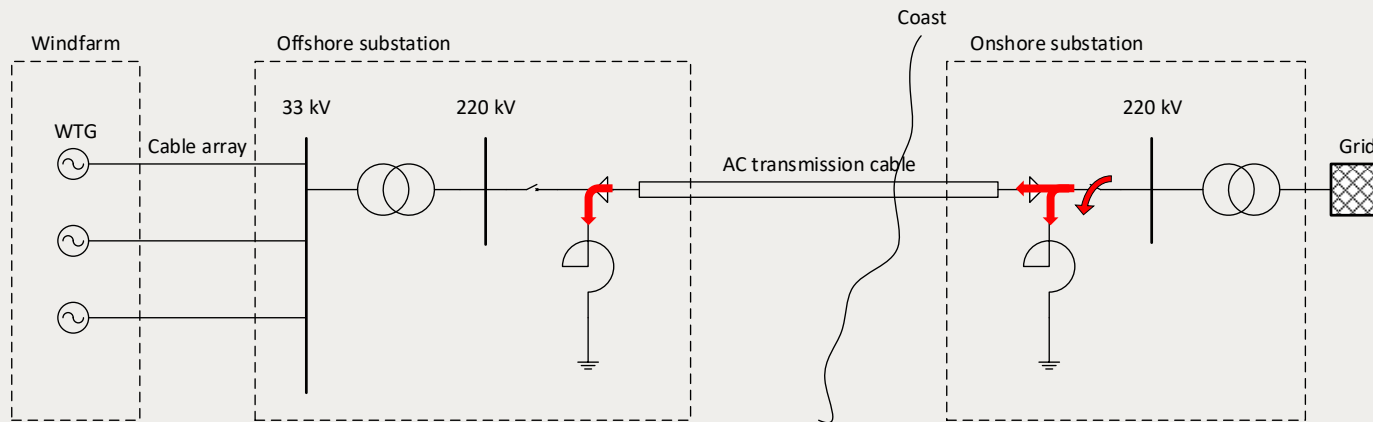 Coast
Windfarm
Offshore substation
Onshore substation
33 kV
220 kV
220 kV
WTG
Cable array
AC transmission cable
Grid